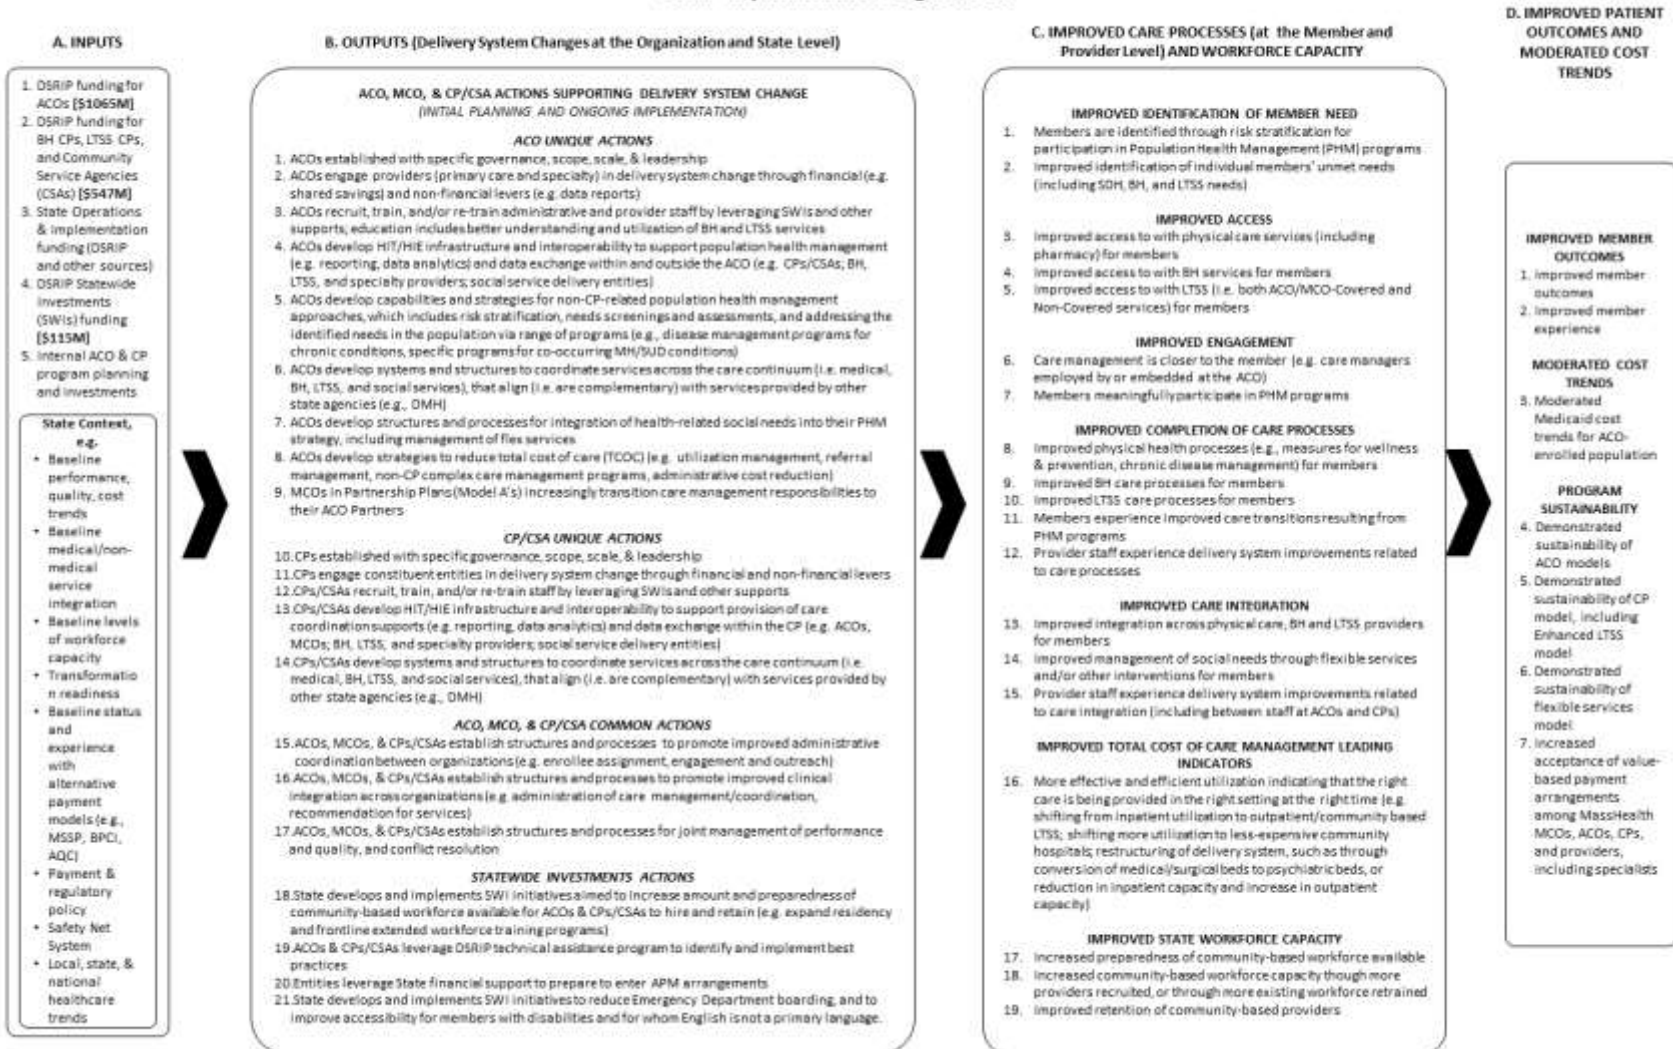 A. INPUTS
1. DSRIP funding for
ACOs [$1065M]
2. DSRIP funding for
BH CPs, LTSS CPs,
and Community
Service Agencies
(CSAs) [$547M]
3. State Operations
& Implementation
funding (DSRIP
and other sources)
4. DSRIP Statewide
Investments
(SWIs) funding
[$115M]
5. Internal ACO & CP
program planning
and investments
State Context,
e.g.
• Baseline
performance,
quality, cost
trends
• Baseline
medical/non-
medical
service
integration
• Baseline levels
of workforce
capacity
• Transformatio
n readiness
• Baseline status
and
experience
with
alternative
payment
models (e.g.,
MSSP, BPCI,
AQC)
• Payment &
regulatory
policy
• Safety Net
System
• Local, state, &
national
healthcare
trends
B. OUTPUTS (Delivery System Changes at the Organization and State Level)
ACO, MCO, & CP/CSA ACTIONS SUPPORTING DELIVERY SYSTEM CHANGE
(INITIAL PLANNING AND ONGOING IMPLEMENTATION)
ACO UNIQUE ACTIONS
1. ACOs established with specific governance, scope, scale, & leadership
2. ACOs engage providers (primary care and specialty) in delivery system change through financial (e.g.
shared savings) and non-financial levers (e.g. data reports)
3. ACOs recruit, train, and/or re-train administrative and provider staff by leveraging SWIs and other
supports, education includes better understanding and utilization of BH and LTSS services
4. ACOs develop HIT/HIE infrastructure and interoperability to support population health management
(e.g. reporting, data analytics) and data exchange within and outside the ACO (e.g. CPs/CSAs; BH,
LTSS, and specialty providers; social service delivery entities)
5. ACOs develop capabilities and strategies for non-CP-related population health management
approaches, which includes risk stratification, needs screenings and assessments, and addressing the
identified needs in the population via range of programs (e.g., disease management programs for
chronic conditions, specific programs for co-occurring MH/SUD conditions)
6. ACOs develop systems and structures to coordinate services across the care continuum (i.e. medical,
BH, LTSS, and social services), that align (i.e. are complementary) with services provided by other
state agencies (e.g., DMH)
7. ACOs develop structures and processes for integration of health-related social needs into their PHM
strategy, including management of flex services
8. ACOs develop strategies to reduce total cost of care (TCOC) (e.g. utilization management, referral
management, non-CP complex care management programs, administrative cost reduction)
9. MCOs in Partnership Plans (Model A's) increasingly transition care management responsibilities to
their ACO Partners
CP/CSA UNIQUE ACTIONS
10. CPs established with specific governance, scope, scale, & leadership
11. CPs engage constituent entities in delivery system change through financial and non-financial levers
12. CPs/CSAs recruit, train, and/or re-train staff by leveraging SWIs and other supports
13. CPs/CSAs develop HIT/HIE infrastructure and interoperability to support provision of care
coordination supports (e.g. reporting, data analytics) and data exchange within the CP (e.g. ACOs,
MCOs; BH, LTSS, and specialty providers; social service delivery entities)
14. CPs/CSAs develop systems and structures to coordinate services across the care continuum (i.e.
medical, BH, LTSS, and social services), that align (i.e. are complementary) with services provided by
other state agencies (e.g., DMH)
ACO, MCO, & CP/CSA COMMON ACTIONS
15. ACOs, MCOs, & CPs/CSAs establish structures and processes to promote improved administrative
coordination between organizations (e.g. enrollee assignment, engagement and outreach)
16. ACOs, MCOs, & CPs/CSAs establish structures and processes to promote improved clinical
integration across organizations (e.g. administration of care management/coordination,
recommendation for services)
17. ACOs, MCOs, & CPs/CSAs establish structures and processes for joint management of performance
and quality, and conflict resolution
STATEWIDE INVESTMENTS ACTIONS
18. State develops and implements SWI initiatives aimed to increase amount and preparedness of
community-based workforce available for ACOs & CPs/CSAs to hire and retain (e.g. expand residency
and frontline extended workforce training programs)
19. ACOs & CPs/CSAs leverage DSRIP technical assistance program to identify and implement best
practices
20. Entities leverage State financial support to prepare to enter APM arrangements
21. State develops and implements SWI initiatives to reduce Emergency Department boarding, and to
improve accessibility for members with disabilities and for whom English is not a primary language.
C. IMPROVED CARE PROCESSES (at the Member and
Provider Level) AND WORKFORCE CAPACITY
IMPROVED IDENTIFICATION OF MEMBER NEED
1. Members are identified through risk stratification for
participation in Population Health Management (PHM) programs
2. Improved identification of individual members' unmet needs
(including SDH, BH, and LTSS needs)
IMPROVED ACCESS
3. Improved access to with physical care services (including
pharmacy) for members
4. Improved access to with BH services for members
5. Improved access to with LTSS (i.e. both ACO/MCO-Covered and
Non-Covered services) for members
IMPROVED ENGAGEMENT
6. Care management is closer to the member (e.g. care managers
employed by or embedded at the ACO)
7. Members meaningfully participate in PHM programs
IMPROVED COMPLETION OF CARE PROCESSES
8. Improved physical health processes (e.g., measures for wellness
& prevention, chronic disease management) for members
9. Improved BH care processes for members
10. Improved LTSS care processes for members
11. Members experience improved care transitions resulting from
PHM programs
12. Provider staff experience delivery system improvements related
to care processes
IMPROVED CARE INTEGRATION
13. Improved integration across physical care, BH and LTSS providers
for members
14. Improved management of social needs through flexible services
and/or other interventions for members
15. Provider staff experience delivery system improvements related
to care integration (including between staff at ACOs and CPs)
IMPROVED TOTAL COST OF CARE MANAGEMENT LEADING
INDICATORS
16. More effective and efficient utilization indicating that the right
care is being provided in the right setting at the right time (e.g.
shifting from inpatient utilization to outpatient/community based
LTSS; shifting more utilization to less-expensive community
hospitals; restructuring of delivery system, such as through
conversion of medical/surgical beds to psychiatric beds, or
reduction in inpatient capacity and increase in outpatient
capacity)
IMPROVED STATE WORKFORCE CAPACITY
17. Increased preparedness of community-based workforce available
18. Increased community-based workforce capacity though more
providers recruited, or through more existing workforce retrained
19. Improved retention of community-based providers
D. IMPROVED PATIENT
OUTCOMES AND
MODERATED COST
TRENDS
IMPROVED MEMBER
OUTCOMES
1. Improved member
outcomes
2. Improved member
experience
MODERATED COST
TRENDS
3. Moderated
Medicaid cost
trends for ACO-
enrolled population
PROGRAM
SUSTAINABILITY
4. Demonstrated
sustainability of
ACO models
5. Demonstrated
sustainability of CP
model, including
Enhanced LTSS
model
6. Demonstrated
sustainability of
flexible services
model
7. Increased
acceptance of value-
based payment
arrangements
among MassHealth
MCOs, ACOs, CPs,
and providers,
including specialists